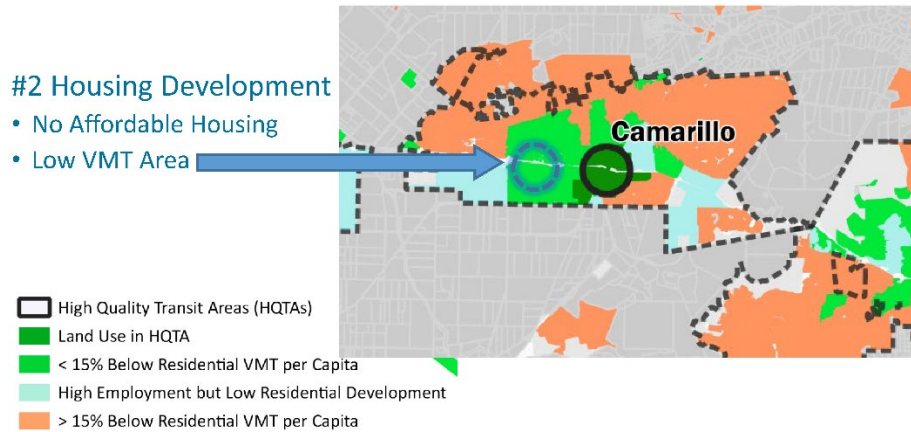 #2 Housing Development
• No Affordable Housing
• Low VMT Area
Camarillo
High Quality Transit Areas (HQTAs)
Land Use in HQTA
< 15% Below Residential VMT per Capita
High Employment but Low Residential Development
> 15% Below Residential VMT per Capita